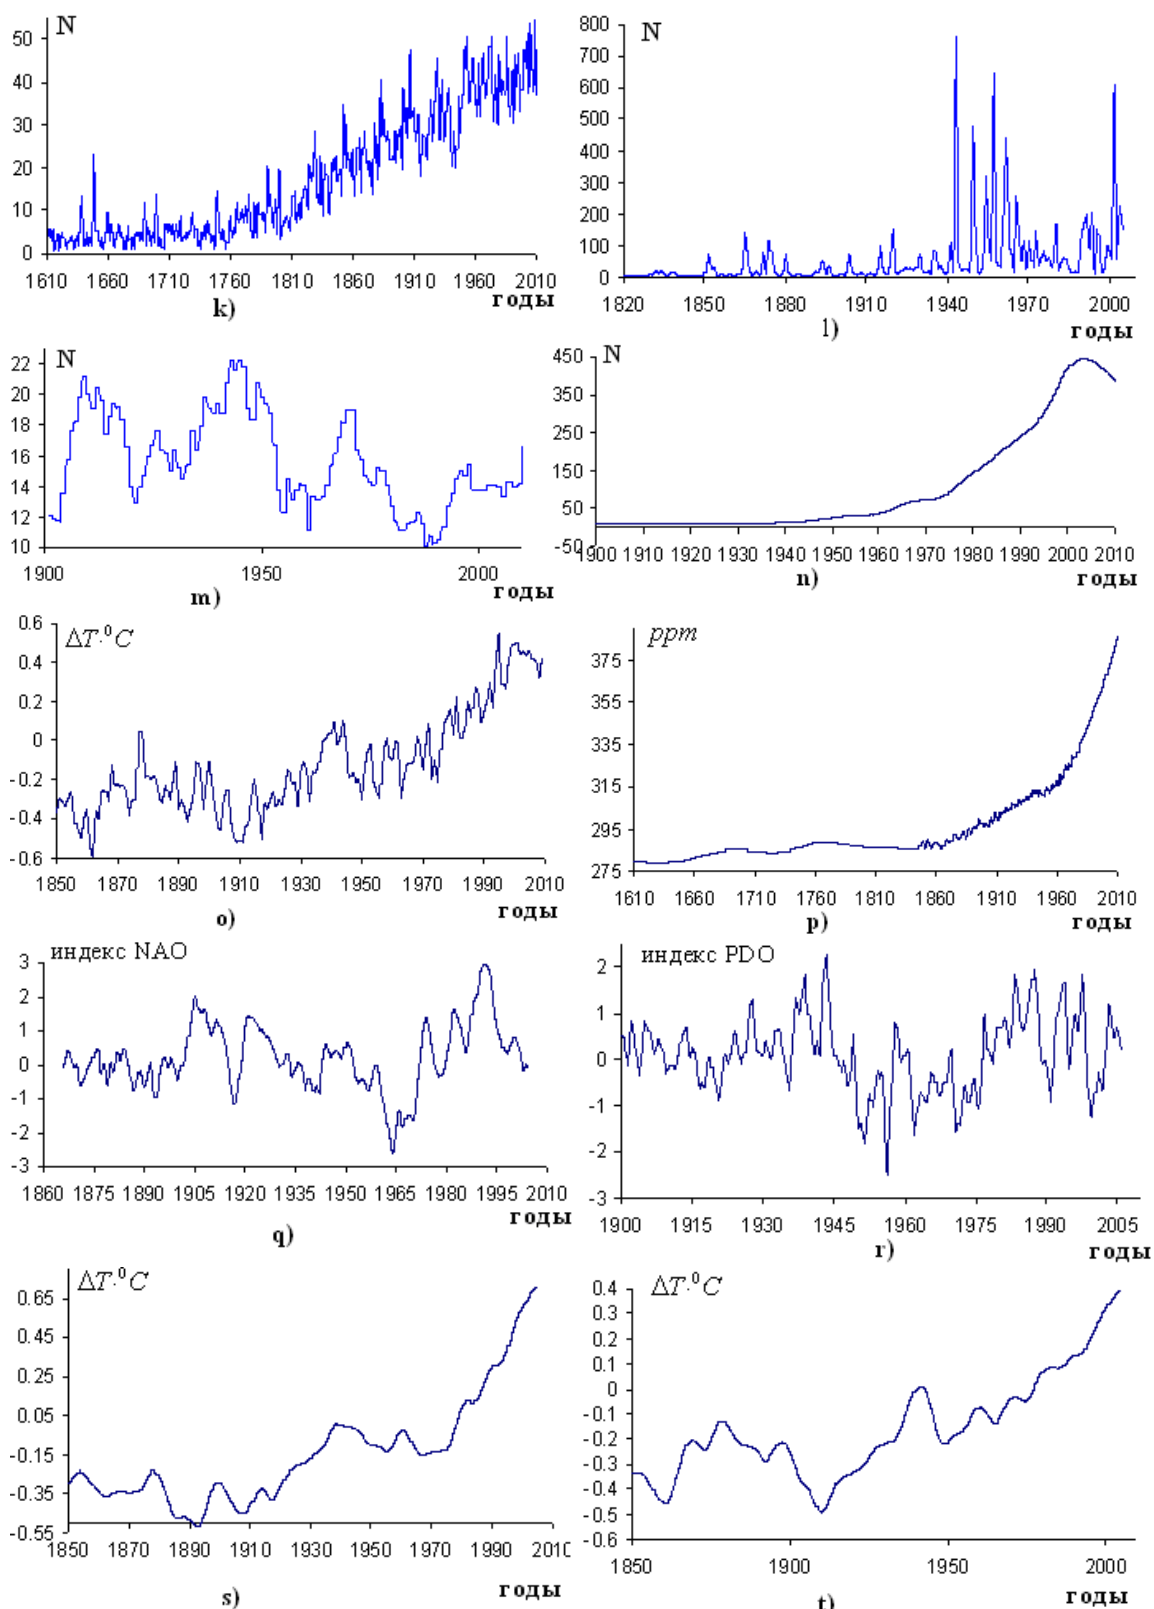 N
50
40
30
20
10
0
1610 1660 1710 1760 1810 1860 1910 1960 2010
годы
k)
N
800
700
600
500
400
300
200
100
0
1820 1850 1880 1910 1940 1970 2000
годы
l)
N
22
20
18
16
14
12
10
1900 1950 2000
годы
m)
N
450
350
250
150
50
-50
1900 1910 1920 1930 1940 1950 1960 1970 1980 1990 2000 2010
годы
n)
ΔT·⁰C
0.6
0.4
0.2
0
-0.2
-0.4
-0.6
1850 1870 1890 1910 1930 1950 1970 1990 2010
годы
o)
ppm
375
355
335
315
295
275
1610 1660 1710 1760 1810 1860 1910 1960 2010
годы
p)
индекс NAO
3
2
1
0
-1
-2
-3
1860 1875 1890 1905 1920 1935 1950 1965 1980 1995 2010
годы
q)
индекс PDO
2
1
0
-1
-2
-3
1900 1915 1930 1945 1960 1975 1990 2005
годы
r)
ΔT·⁰C
0.65
0.45
0.25
0.05
-0.15
-0.35
-0.55
1850 1870 1890 1910 1930 1950 1970 1990 2010
годы
s)
ΔT·⁰C
0.4
0.3
0.2
0.1
0
-0.1
-0.2
-0.3
-0.4
-0.5
-0.6
1850 1900 1950 2000
годы
t)